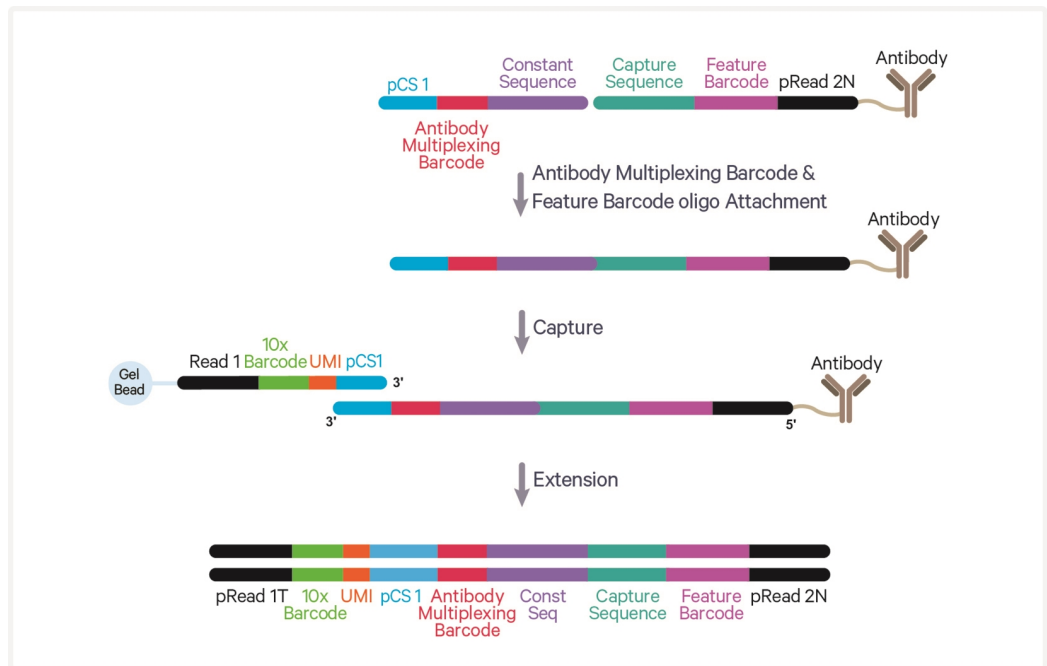 Antibody
Constant
Sequence
Capture
Sequence
Feature
Barcode
pCS 1
pRead 2N
Antibody
Multiplexing
Barcode
Antibody Multiplexing Barcode &
Feature Barcode oligo Attachment
Antibody
Capture
10x
Read 1 Barcode UMI pCS1
Gel
Bead
3'
Antibody
3'
5'
Extension
pRead 1T
10x
Barcode
UMI
pCS 1
Antibody
Multiplexing
Barcode
Const
Seq
Capture
Sequence
Feature
Barcode
pRead 2N